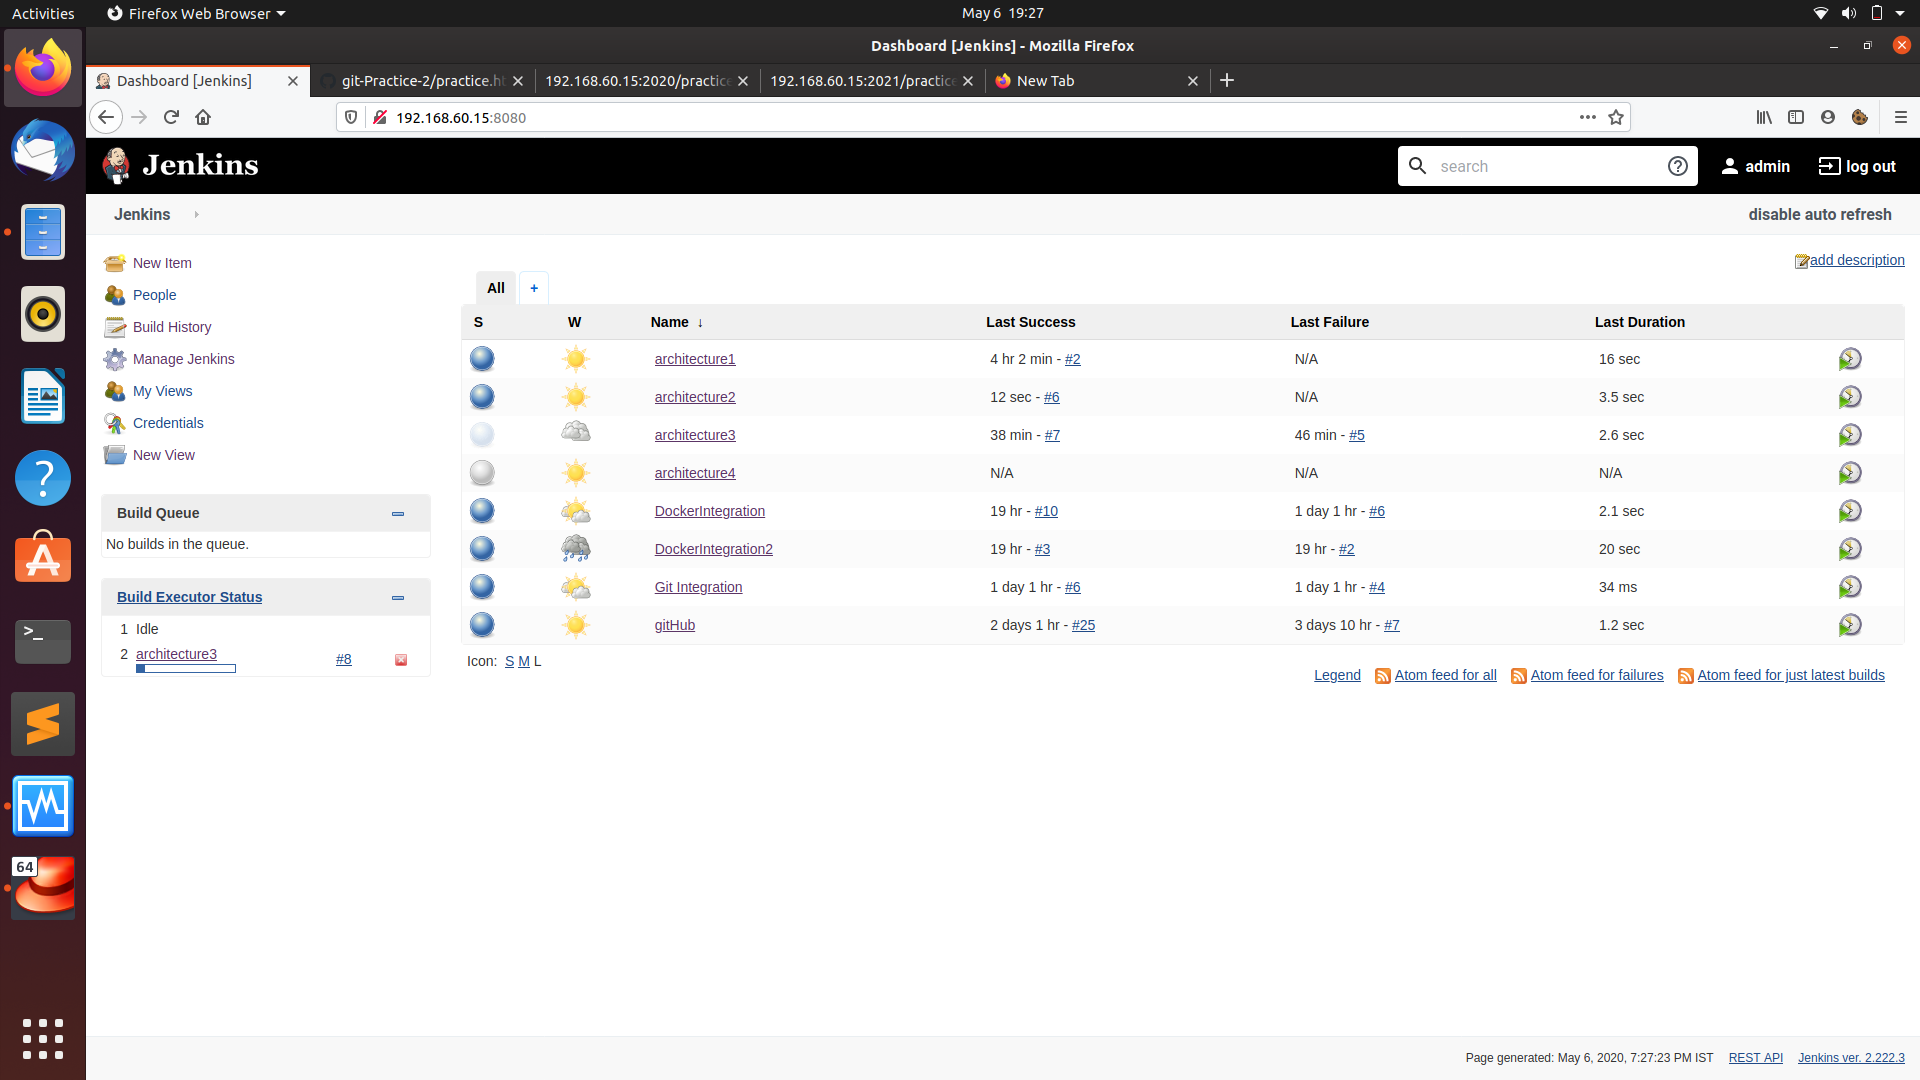 Activities
Firefox Web Browser
May 6 19:27
Dashboard [Jenkins] - Mozilla Firefox
Dashboard [Jenkins]
git-Practice-2/practice.ht
192.168.60.15:2020/practice
192.168.60.15:2021/practice
New Tab
192.168.60.15:8080
Jenkins
search
admin
log out
Jenkins
disable auto refresh
New Item
People
Build History
Manage Jenkins
My Views
Credentials
New View
Build Queue
No builds in the queue.
Build Executor Status
1 Idle
2 architecture3 #8
add description
All +
S W Name ↓ Last Success Last Failure Last Duration
architecture1 4 hr 2 min - #2 N/A 16 sec
architecture2 12 sec - #6 N/A 3.5 sec
architecture3 38 min - #7 46 min - #5 2.6 sec
architecture4 N/A N/A N/A
DockerIntegration 19 hr - #10 1 day 1 hr - #6 2.1 sec
DockerIntegration2 19 hr - #3 19 hr - #2 20 sec
Git Integration 1 day 1 hr - #6 1 day 1 hr - #4 34 ms
gitHub 2 days 1 hr - #25 3 days 10 hr - #7 1.2 sec
Icon: S M L
Legend Atom feed for all Atom feed for failures Atom feed for just latest builds
64
Page generated: May 6, 2020, 7:27:23 PM IST REST API Jenkins ver. 2.222.3